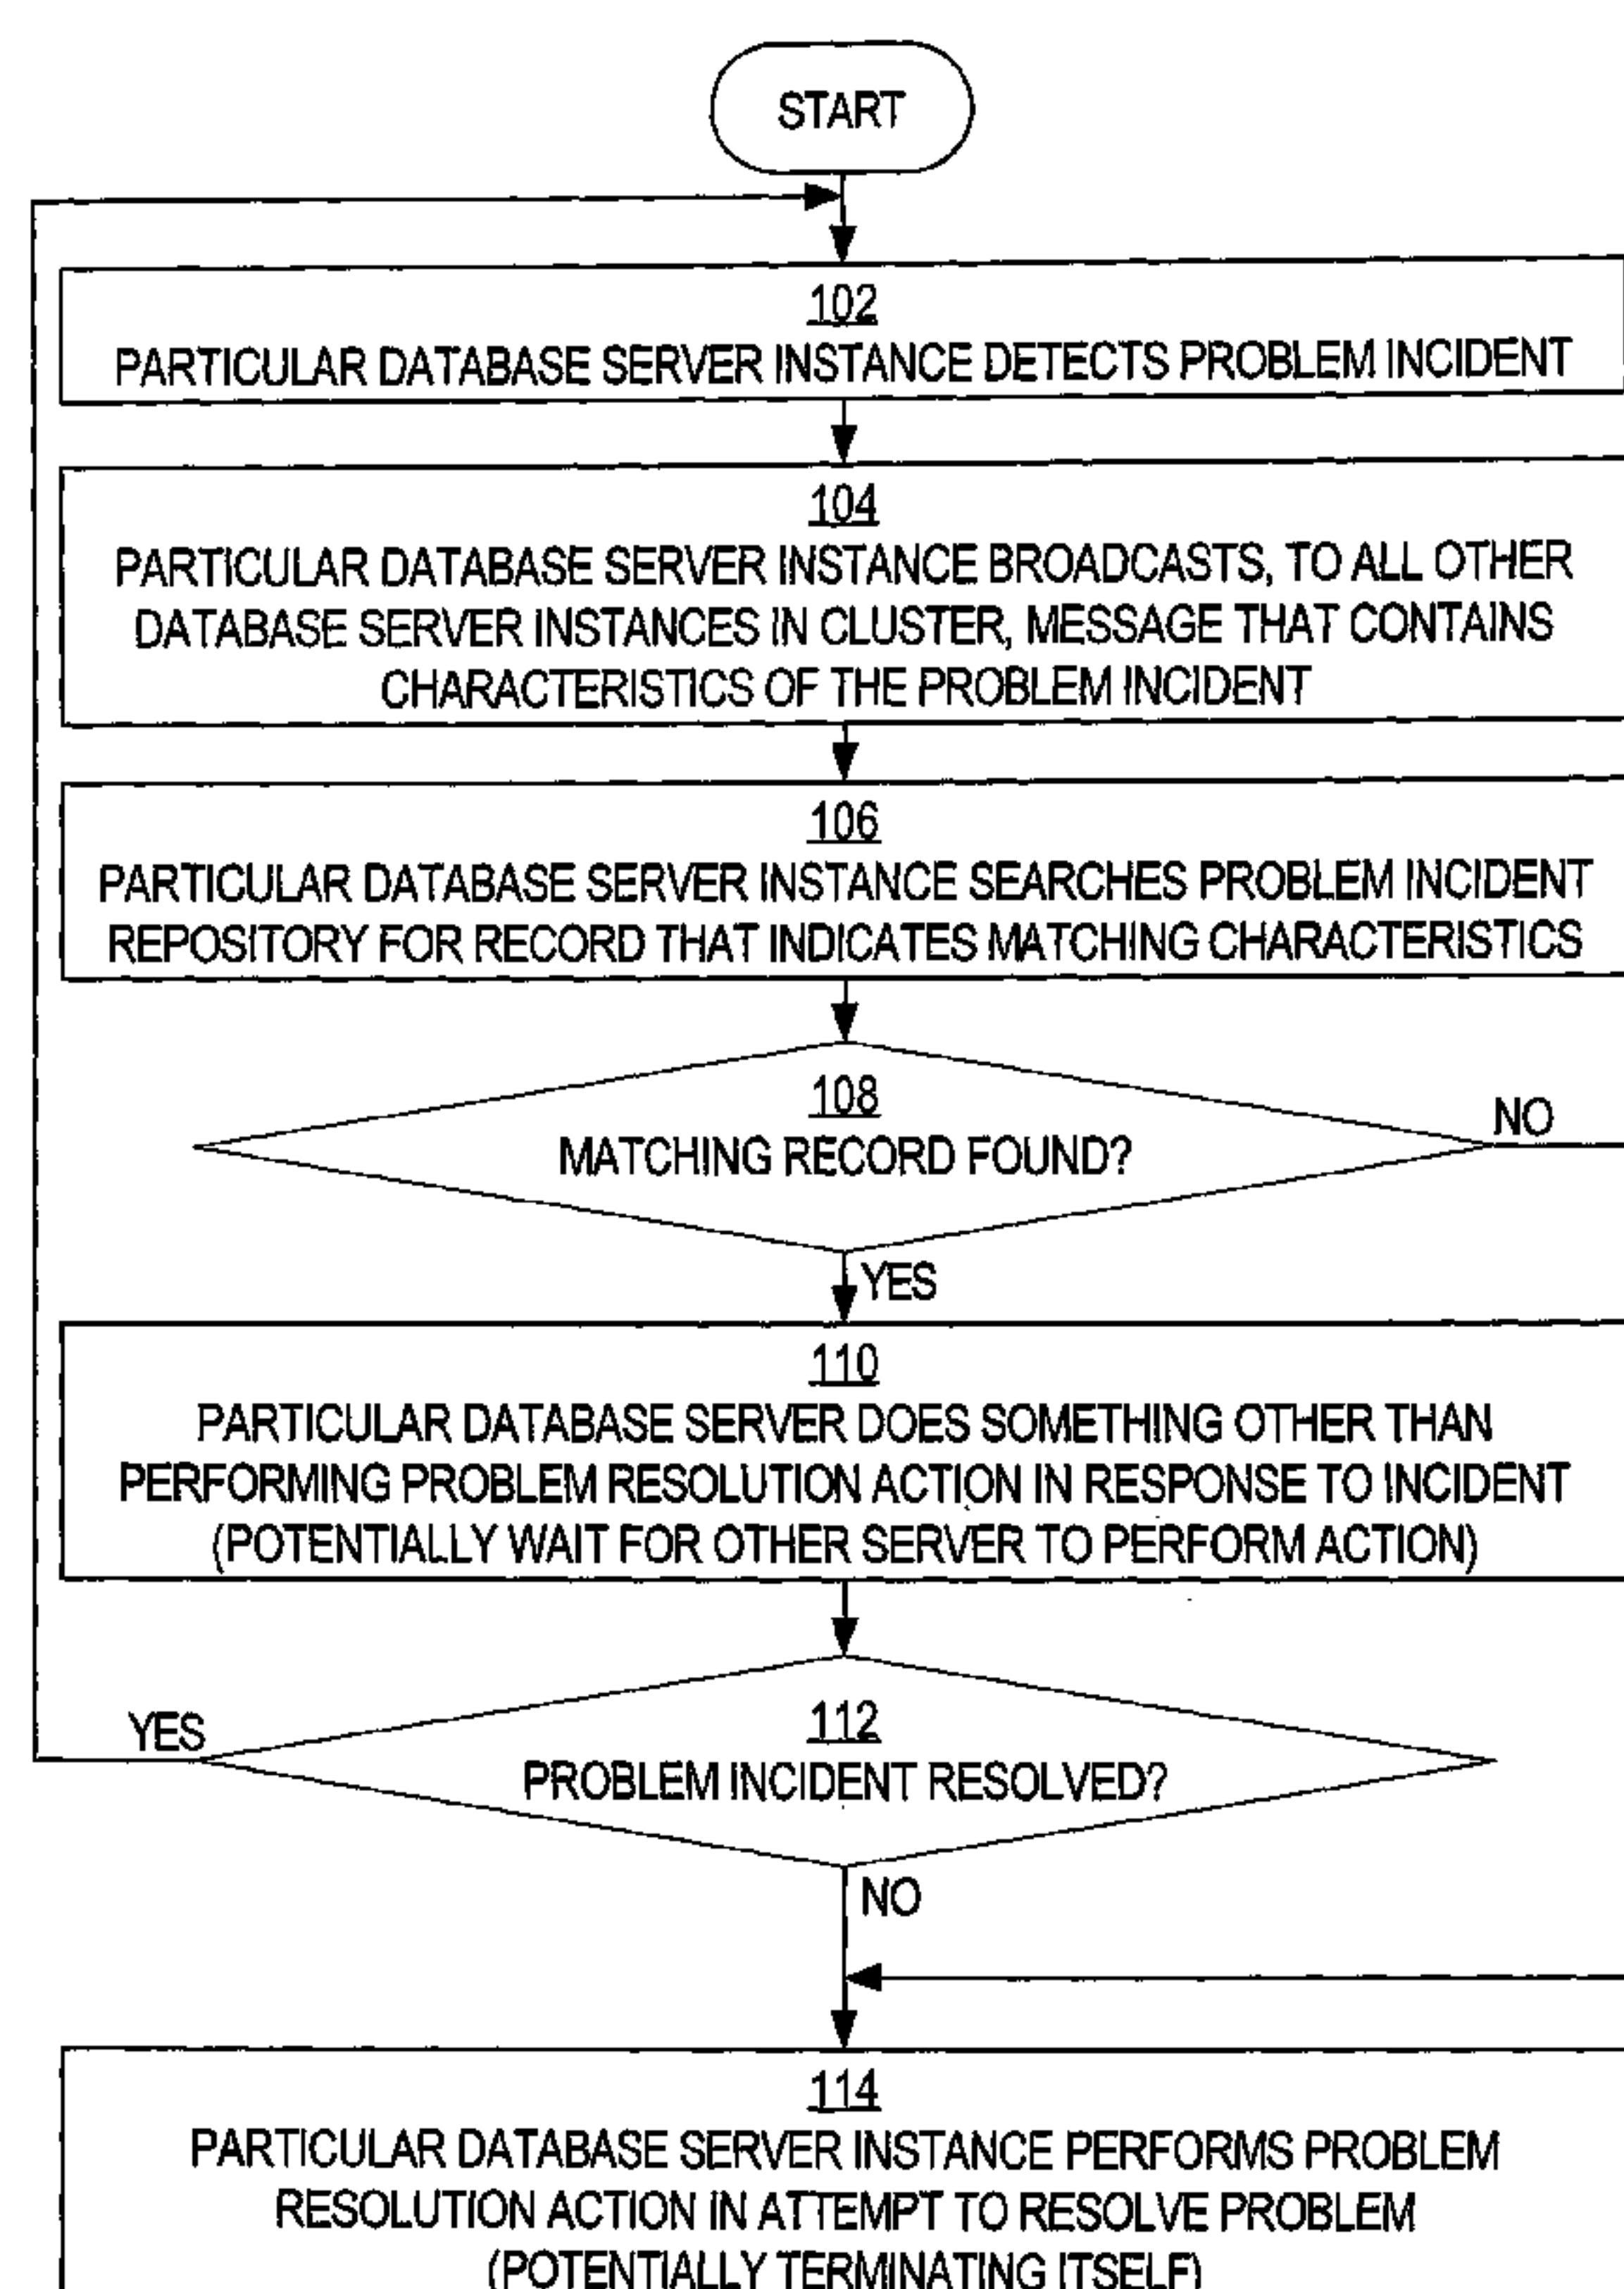 START
102
PARTICULAR DATABASE SERVER INSTANCE DETECTS PROBLEM INCIDENT
104
PARTICULAR DATABASE SERVER INSTANCE BROADCASTS, TO ALL OTHER
DATABASE SERVER INSTANCES IN CLUSTER, MESSAGE THAT CONTAINS
CHARACTERISTICS OF THE PROBLEM INCIDENT
106
PARTICULAR DATABASE SERVER INSTANCE SEARCHES PROBLEM INCIDENT
REPOSITORY FOR RECORD THAT INDICATES MATCHING CHARACTERISTICS
108
MATCHING RECORD FOUND?
NO
YES
110
PARTICULAR DATABASE SERVER DOES SOMETHING OTHER THAN
PERFORMING PROBLEM RESOLUTION ACTION IN RESPONSE TO INCIDENT
(POTENTIALLY WAIT FOR OTHER SERVER TO PERFORM ACTION)
YES
112
PROBLEM INCIDENT RESOLVED?
NO
114
PARTICULAR DATABASE SERVER INSTANCE PERFORMS PROBLEM
RESOLUTION ACTION IN ATTEMPT TO RESOLVE PROBLEM
(POTENTIALLY TERMINATING ITSELF)